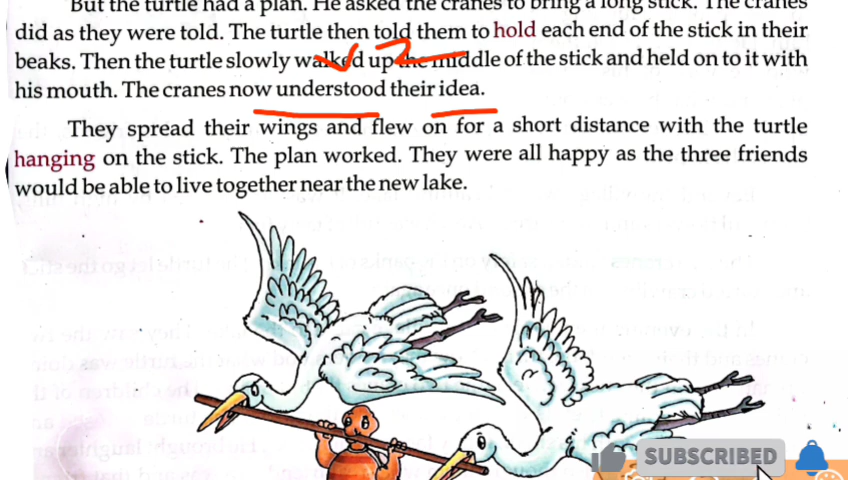 But the turtle had a plan. He asked the cranes to bring a long stick. The cranes
did as they were told. The turtle then told them to hold each end of the stick in their
beaks. Then the turtle slowly walked up the middle of the stick and held on to it with
his mouth. The cranes now understood their idea.
They spread their wings and flew on for a short distance with the turtle
hanging on the stick. The plan worked. They were all happy as the three friends
would be able to live together near the new lake.
SUBSCRIBED